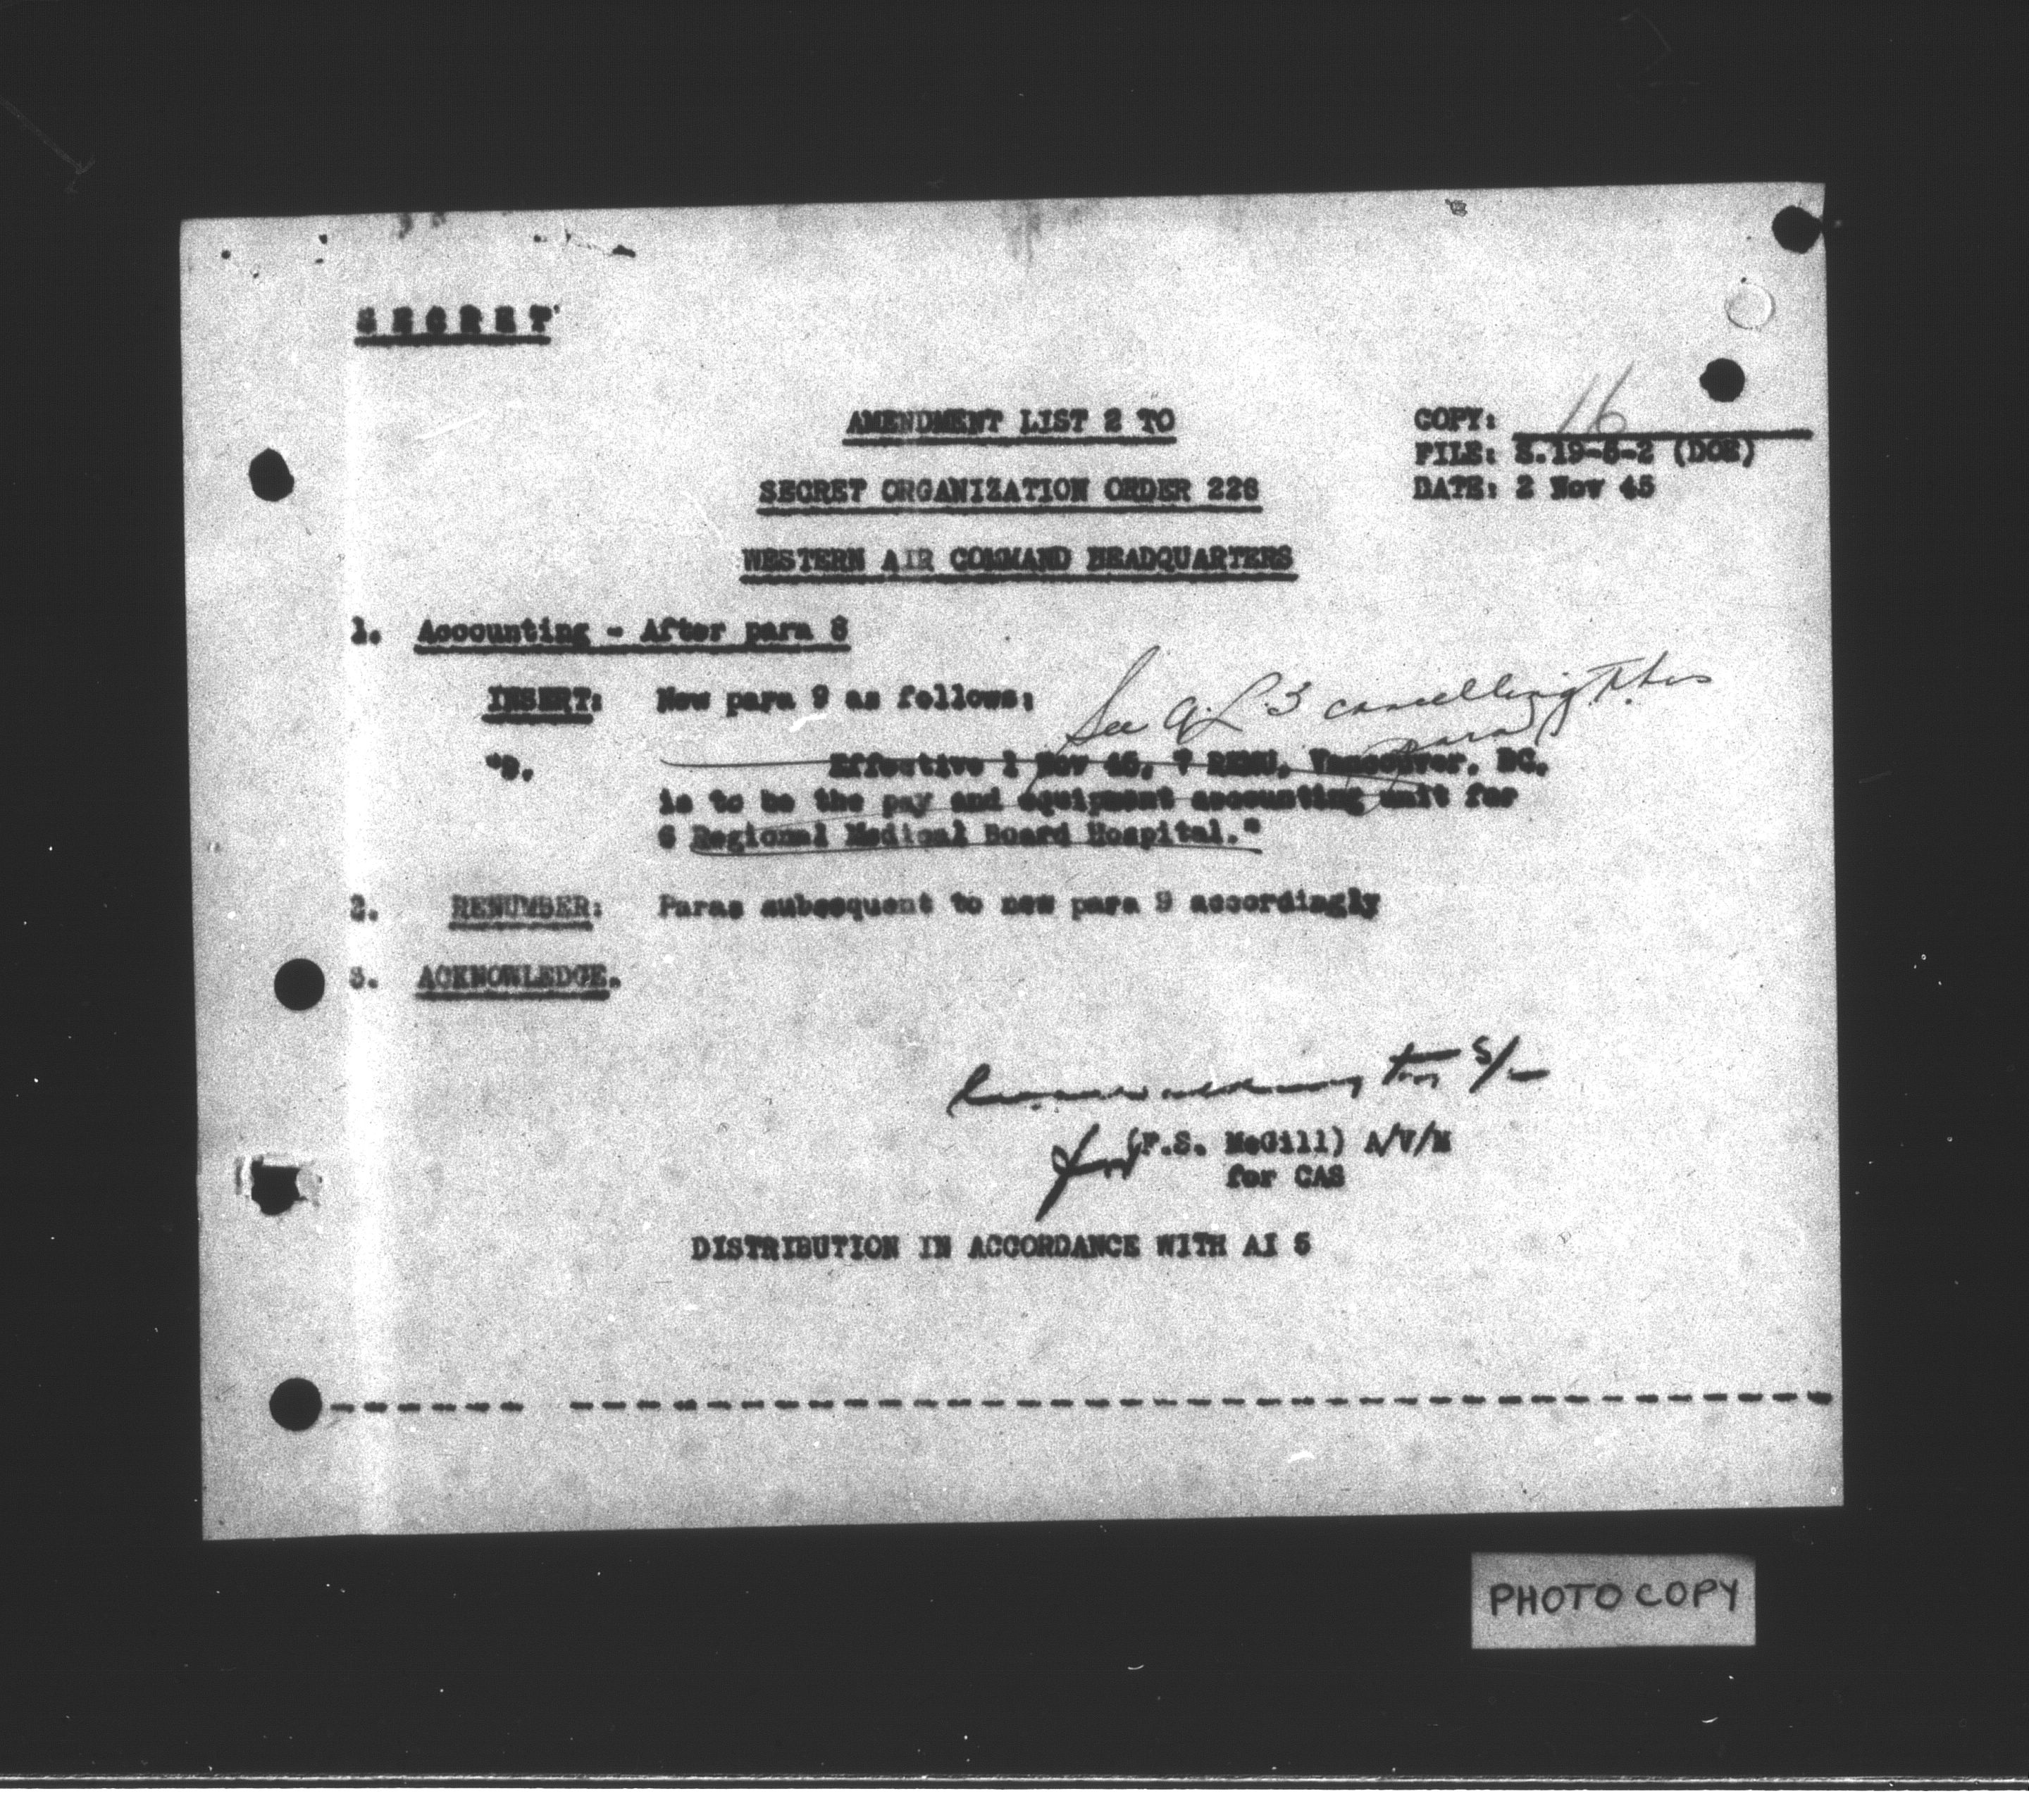 SECRET
AMENDMENT LIST 2 TO
COPY: 16
FILE: S.19-5-2 (DOE)
SECRET ORGANIZATION ORDER 226
DATE: 2 Nov 45
WESTERN AIR COMMAND HEADQUARTERS
1. Accounting - After para 8
INSERT: New para 9 as follows:
See A.L 3 cancelling this
para
"9. Effective 1 Nov 45, 7 REMU, Vancouver, BC.
is to be the pay and equipment accounting unit for
6 Regional Medical Board Hospital."
2. RENUMBER: Paras subsequent to new para 9 accordingly
3. ACKNOWLEDGE.
for (F.S. McGill) A/V/M
for CAS
DISTRIBUTION IN ACCORDANCE WITH AI 5
PHOTO COPY